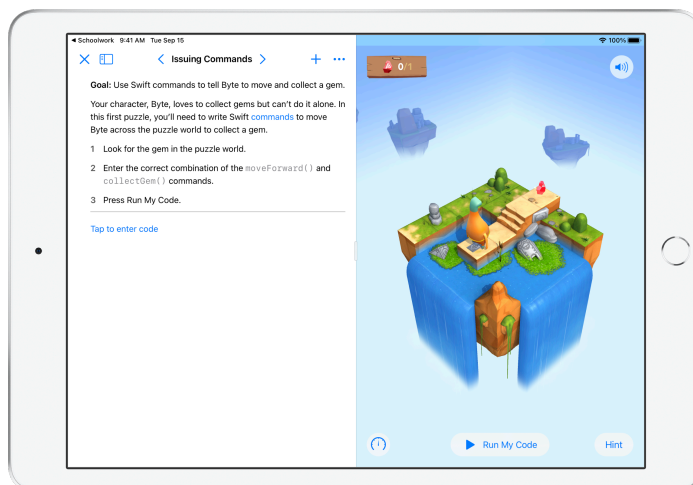 ◀ Schoolwork 9:41 AM Tue Sep 15
100%
Issuing Commands
0/1
Goal: Use Swift commands to tell Byte to move and collect a gem.
Your character, Byte, loves to collect gems but can't do it alone. In
this first puzzle, you'll need to write Swift commands to move
Byte across the puzzle world to collect a gem.
1 Look for the gem in the puzzle world.
2 Enter the correct combination of the moveForward() and
collectGem() commands.
3 Press Run My Code.
Tap to enter code
Run My Code
Hint